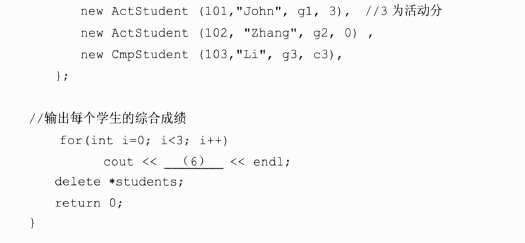 new ActStudent (101,"John", g1, 3), //3 为活动分
new ActStudent (102, "Zhang", g2, 0) ,
new CmpStudent (103,"Li", g3, c3),
};
//输出每个学生的综合成绩
for(int i=0; i<3; i++)
cout << __(6)__ << endl;
delete *students;
return 0;
}